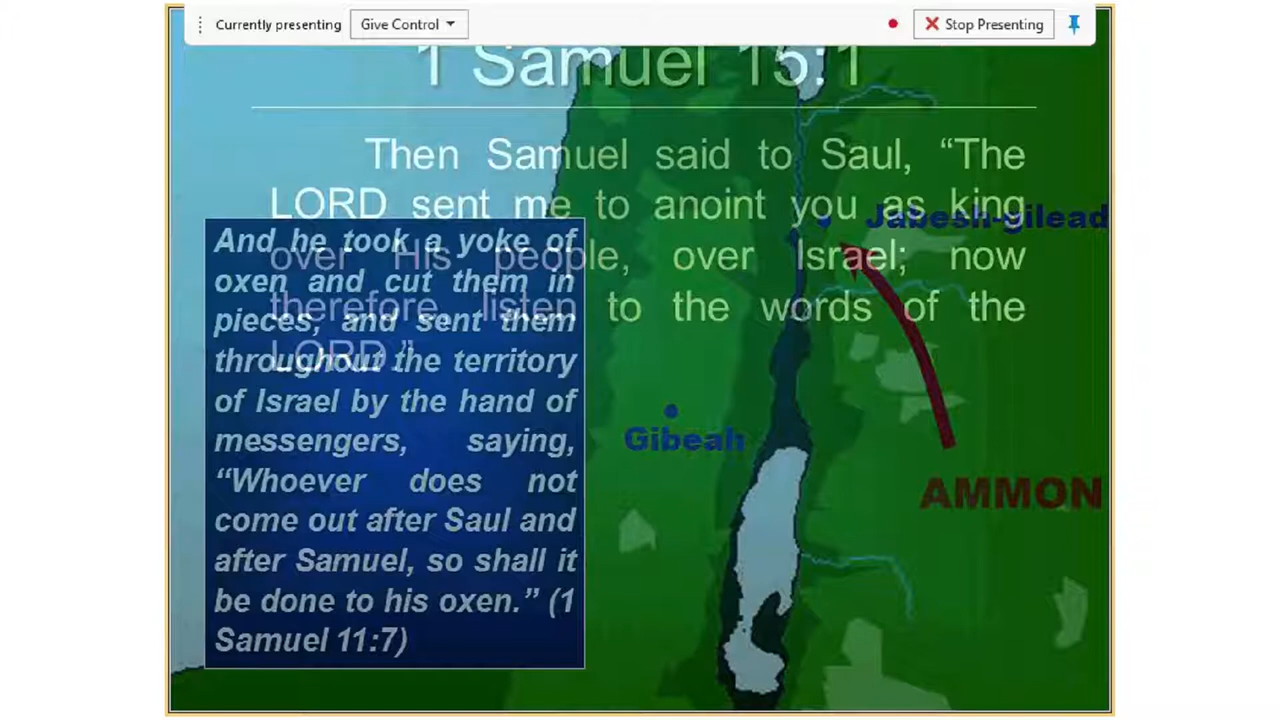 Currently presenting Give Control Stop Presenting
1 Samuel 15:1
Then Samuel said to Saul, “The
LORD sent me to anoint you as king
over His people, over Israel; now
therefore, listen to the words of the
LORD.”
And he took a yoke of
oxen and cut them in
pieces, and sent them
throughout the territory
of Israel by the hand of
messengers, saying,
“Whoever does not
come out after Saul and
after Samuel, so shall it
be done to his oxen.” (1
Samuel 11:7)
Jabesh-gilead
Gibeah
AMMON